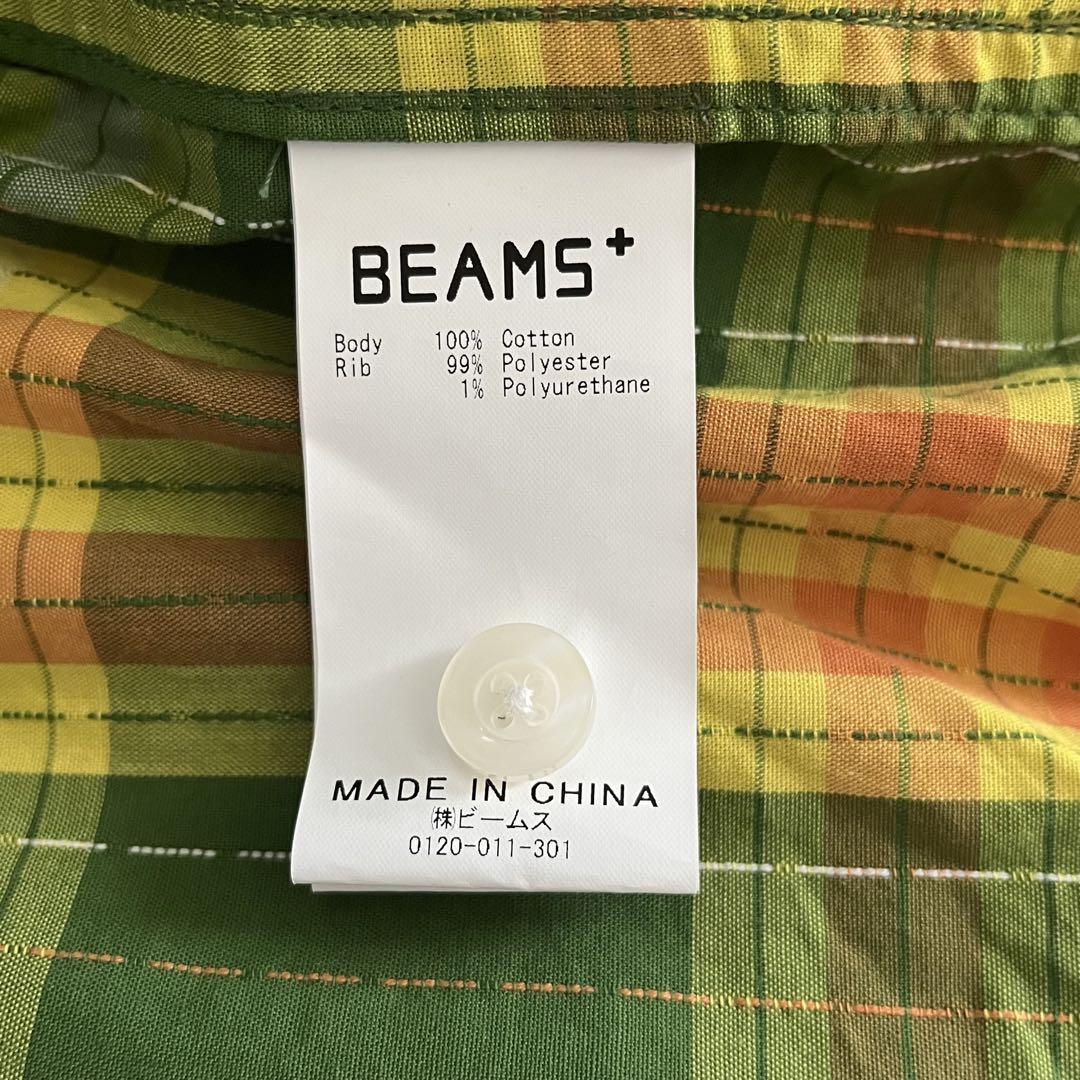 BEAMS+
Body 100% Cotton
Rib 99% Polyester
1% Polyurethane
MADE IN CHINA
㈱ビームス
0120-011-301